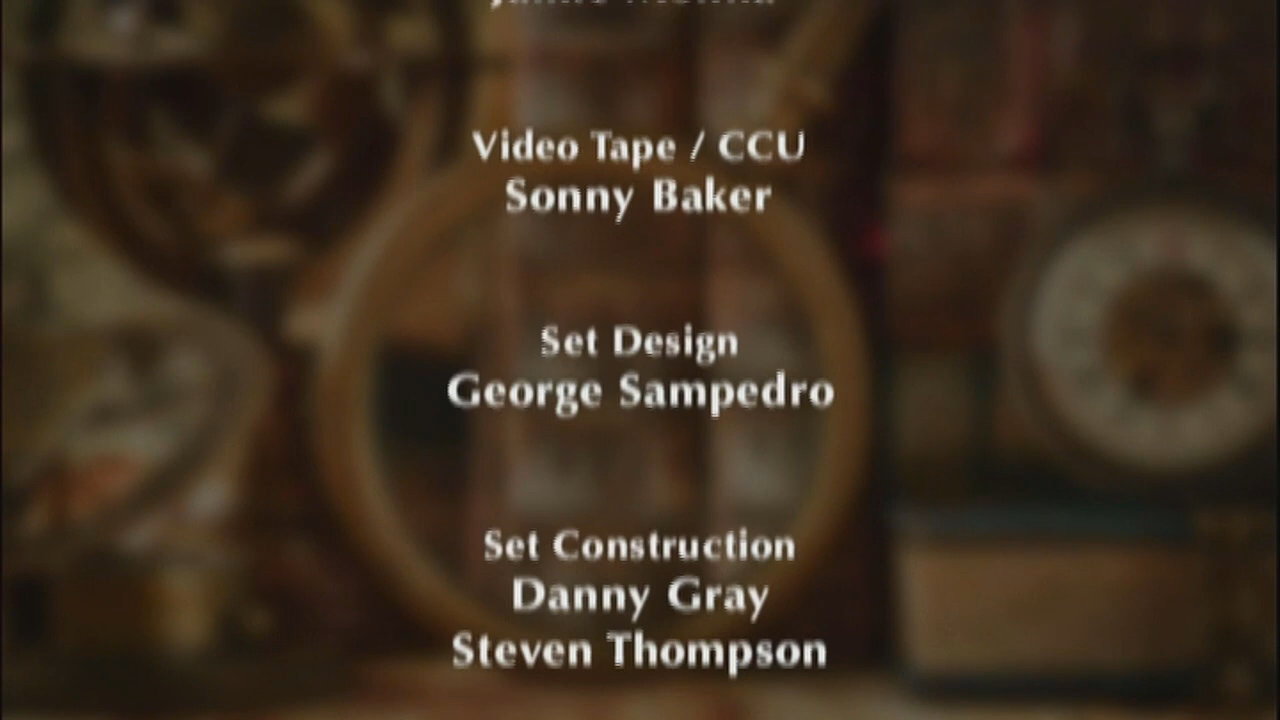 Video Tape / CCU
Sonny Baker
Set Design
George Sampedro
Set Construction
Danny Gray
Steven Thompson